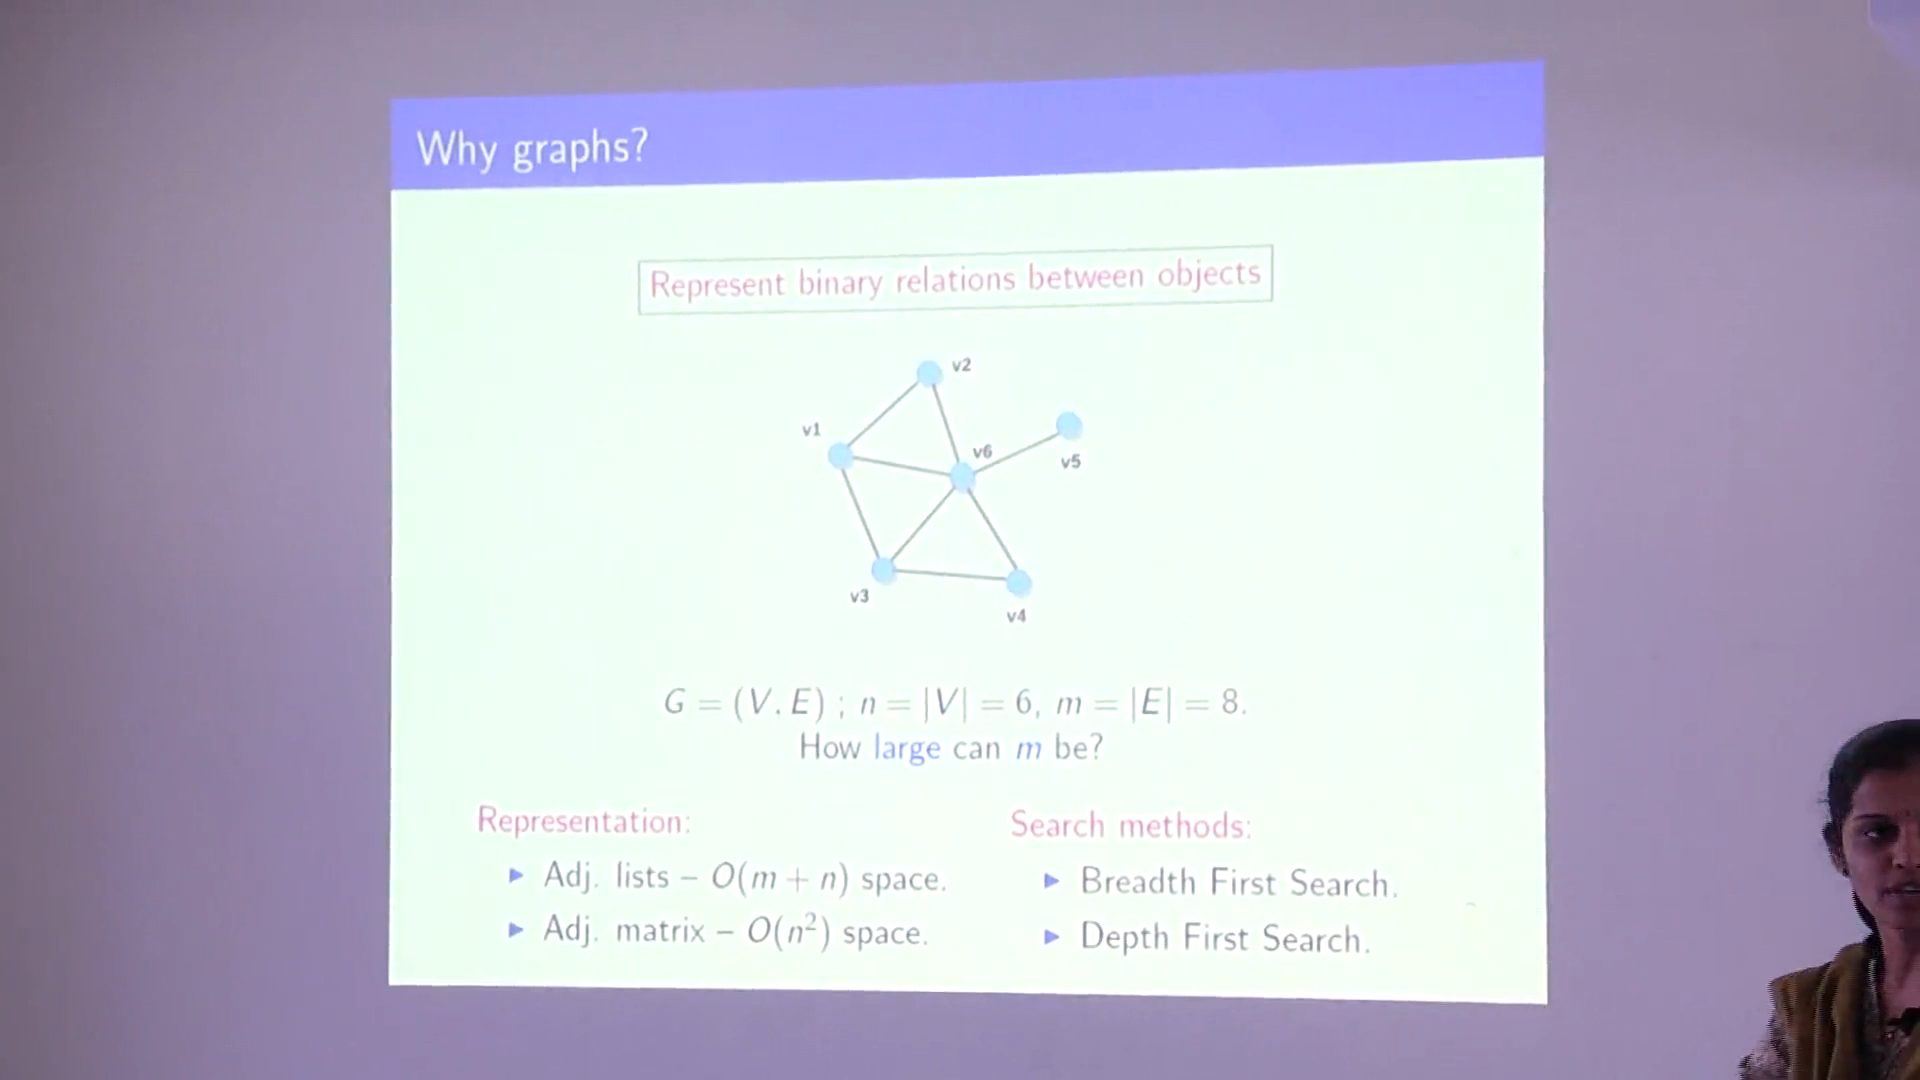 Why graphs?
Represent binary relations between objects
v2
v1
v6
v5
v3
v4
G = (V, E) ; n = |V| = 6, m = |E| = 8.
How large can m be?
Representation:
▶ Adj. lists – O(m + n) space.
▶ Adj. matrix – O(n²) space.
Search methods:
▶ Breadth First Search.
▶ Depth First Search.